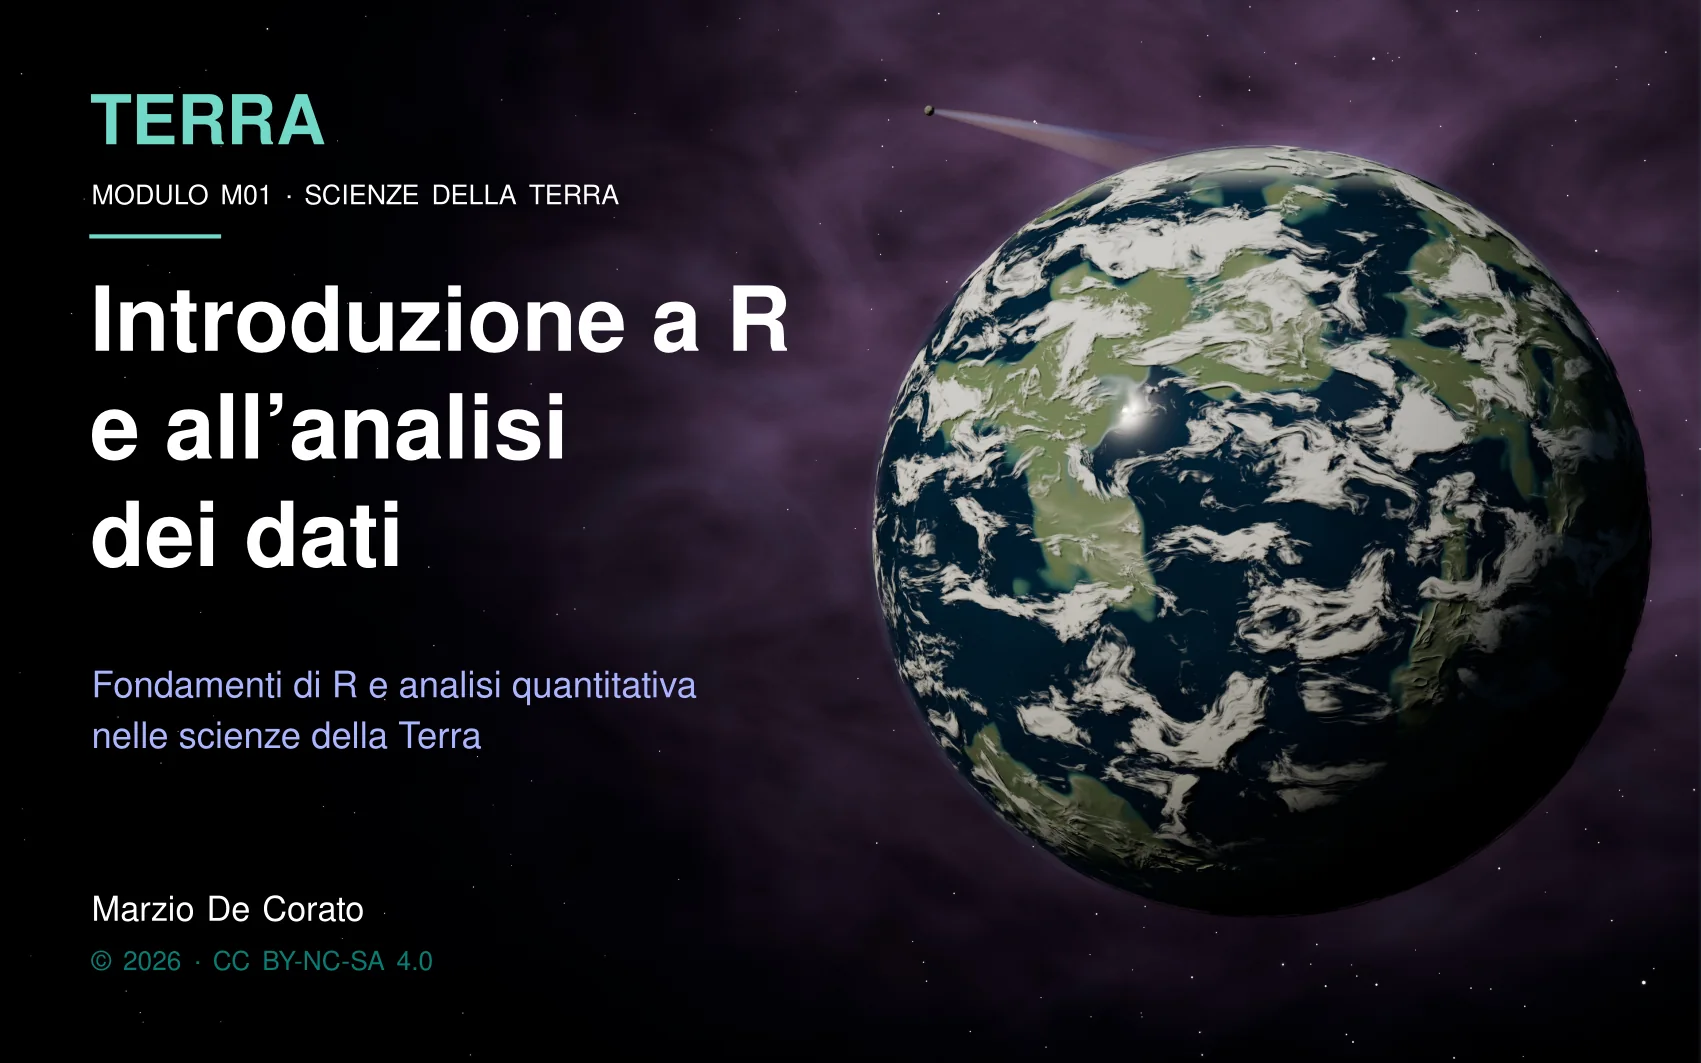 TERRA
MODULO M01 · SCIENZE DELLA TERRA
Introduzione a R
e all’analisi
dei dati
Fondamenti di R e analisi quantitativa
nelle scienze della Terra
Marzio De Corato
© 2026 · CC BY-NC-SA 4.0